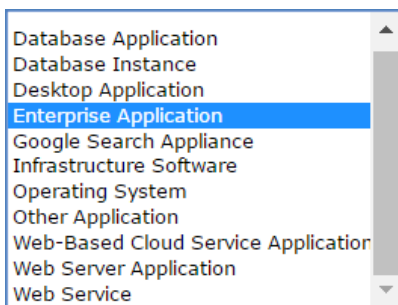 Database Application
Database Instance
Desktop Application
Enterprise Application
Google Search Appliance
Infrastructure Software
Operating System
Other Application
Web-Based Cloud Service Application
Web Server Application
Web Service